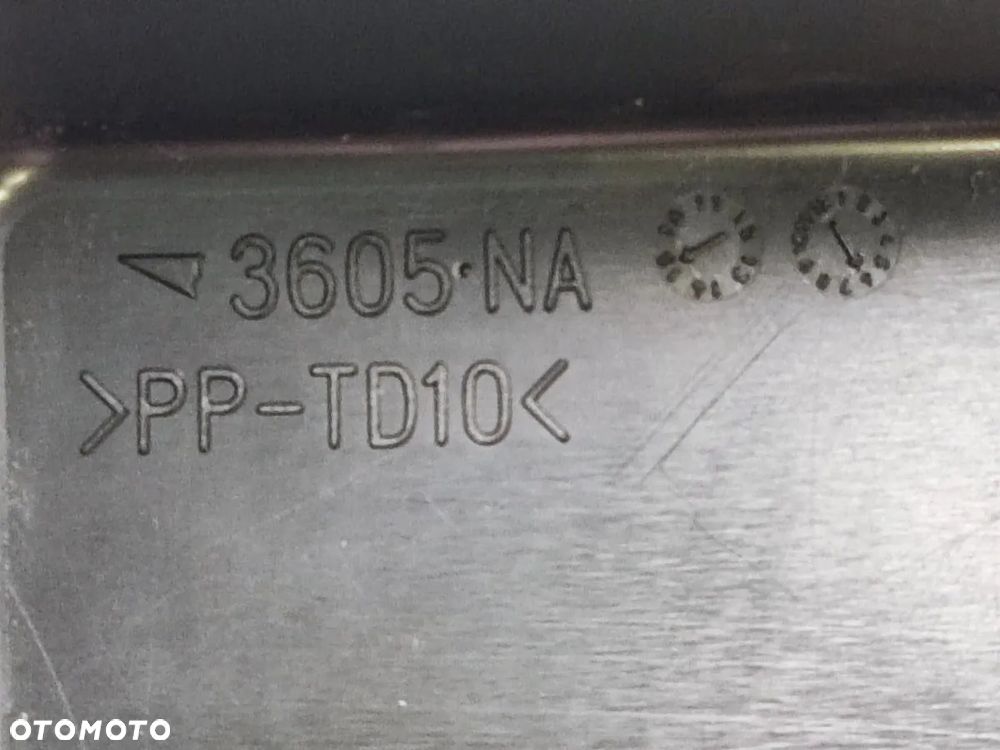 3605·NA
>PP-TD10<
OTOMOTO